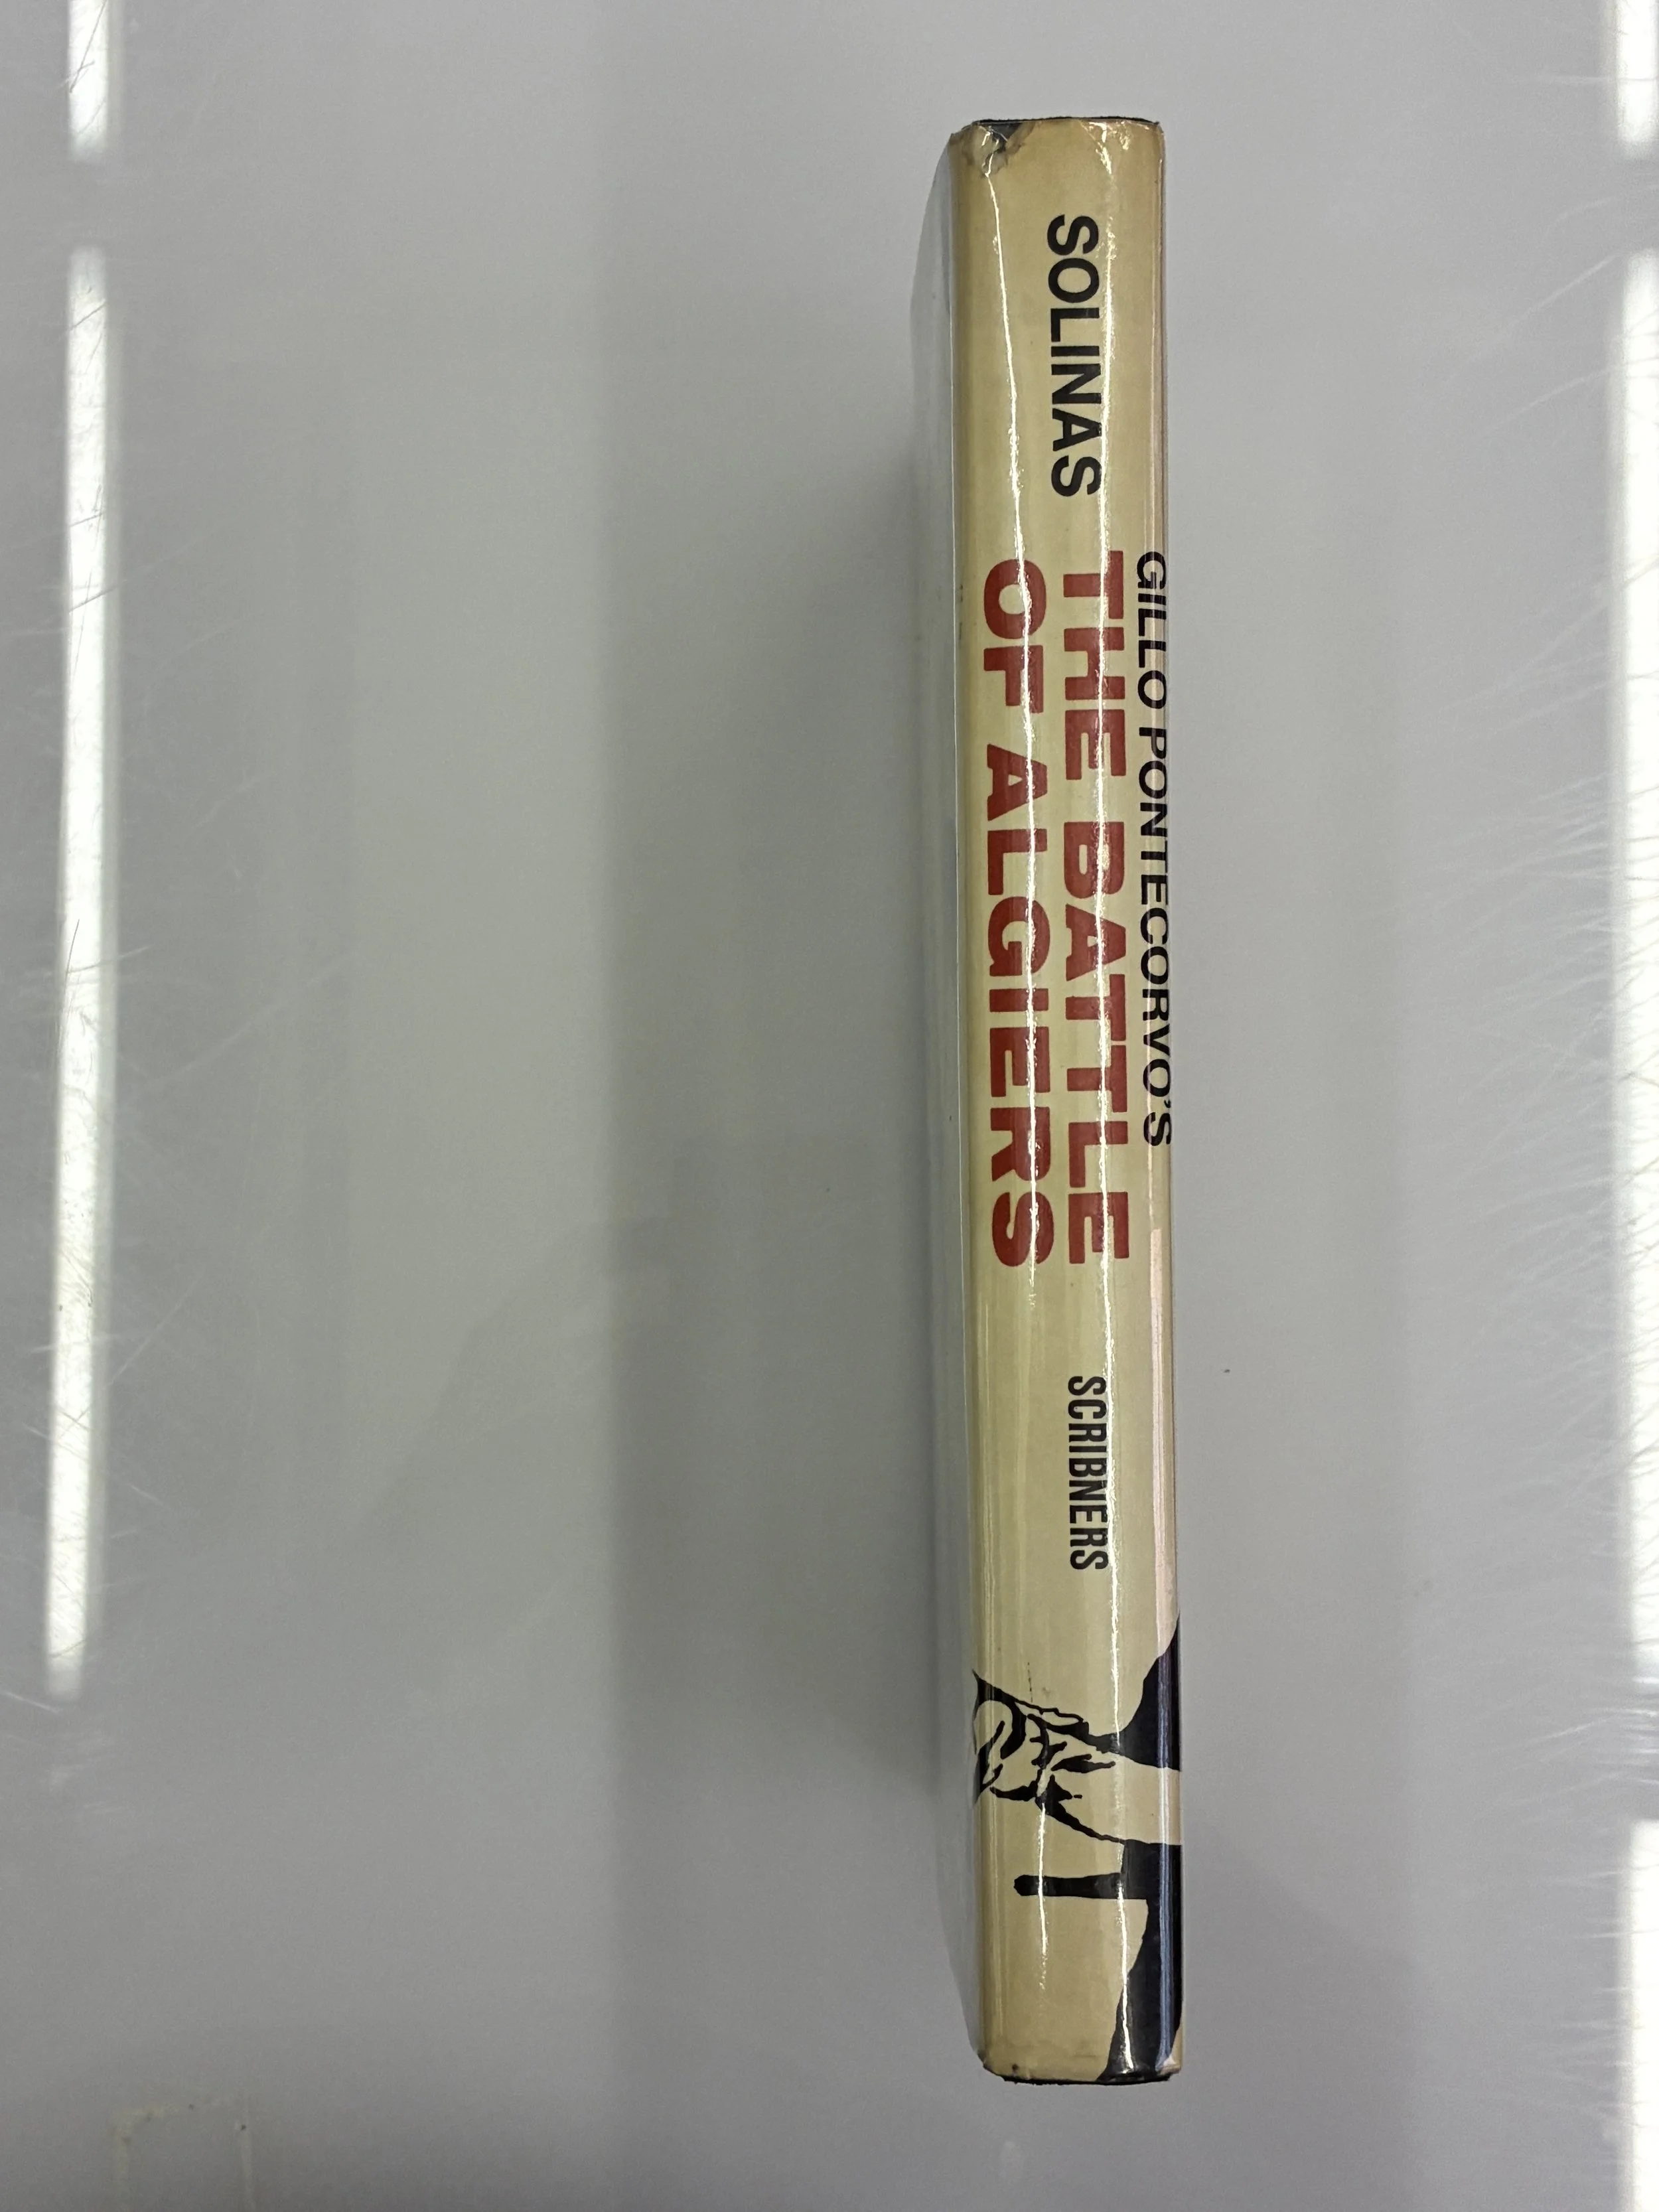 SOLINAS
GILLO PONTECORVO'S
THE BATTLE
OF ALGIERS
SCRIBNERS